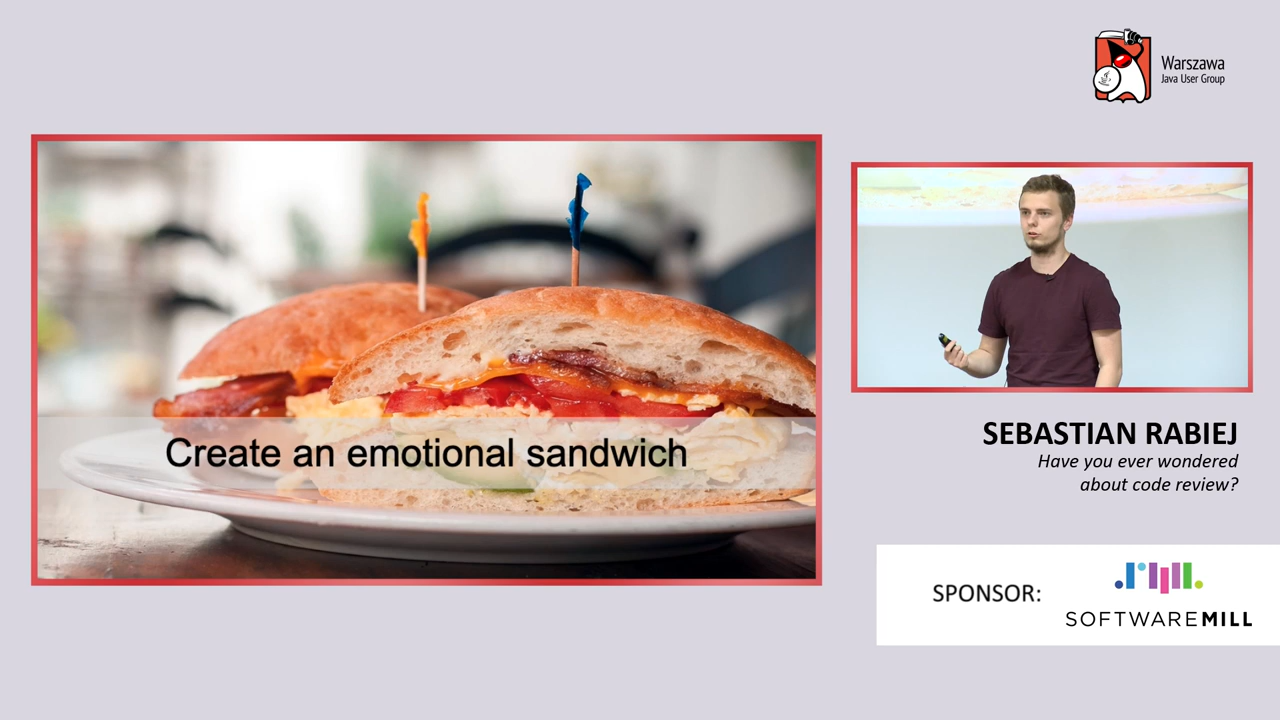 Warszawa
Java User Group
Create an emotional sandwich
SEBASTIAN RABIEJ
Have you ever wondered
about code review?
SPONSOR:
SOFTWAREMILL